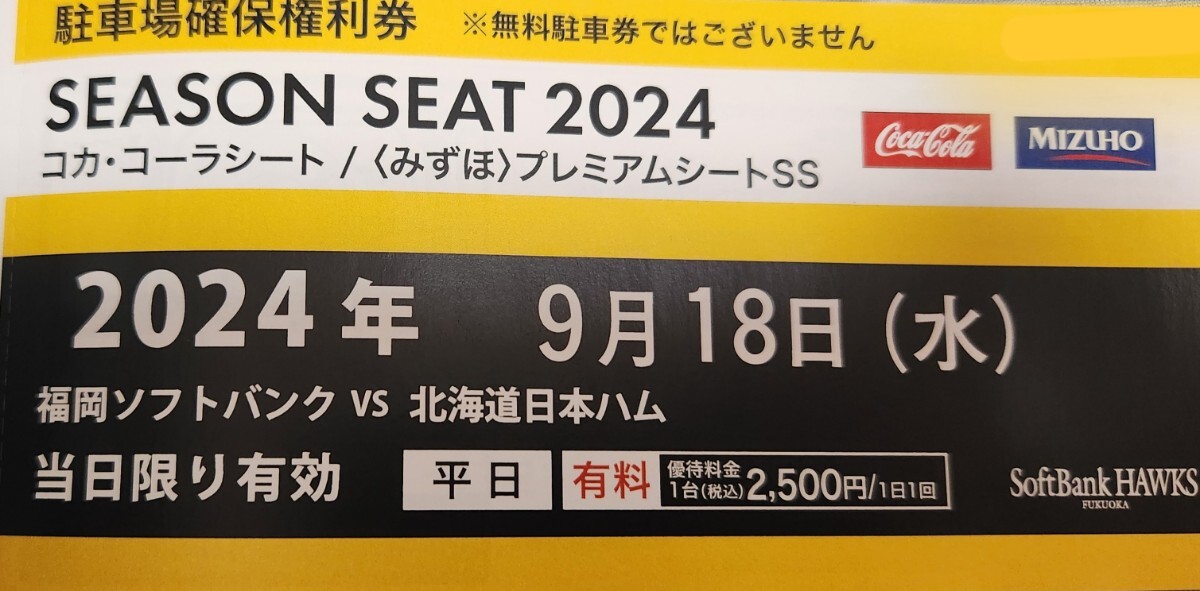 駐車場確保権利券 ※無料駐車券ではございません
SEASON SEAT 2024
コカ・コーラシート / 〈みずほ〉プレミアムシートSS
Coca-Cola MIZUHO
2024年 9月18日（水）
福岡ソフトバンク VS 北海道日本ハム
当日限り有効 平日 有料 優待料金 1台(税込) 2,500円/1日1回
SoftBank HAWKS
FUKUOKA